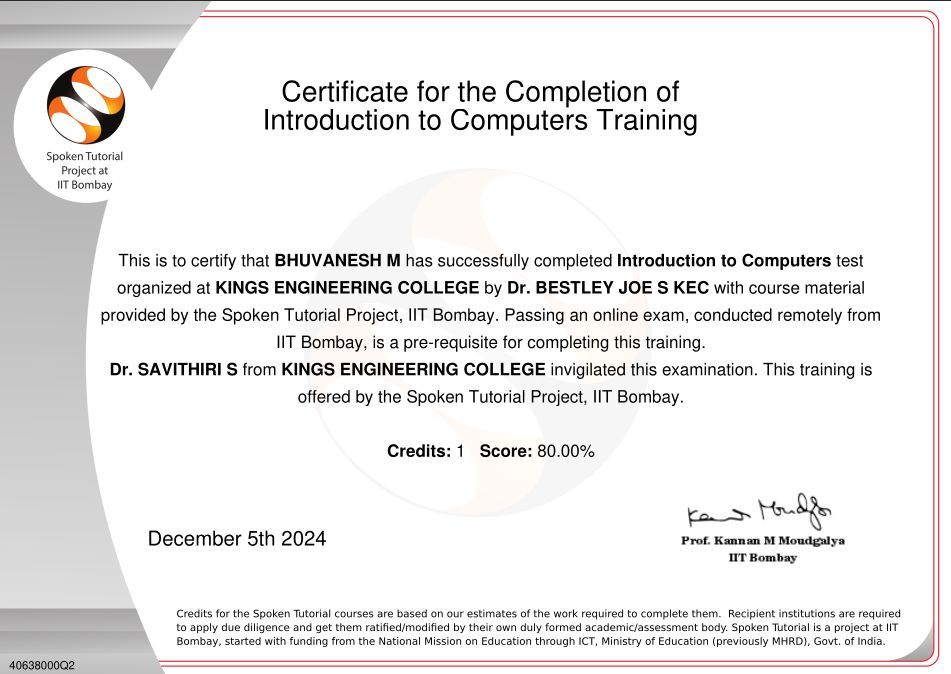 Spoken Tutorial
Project at
IIT Bombay
Certificate for the Completion of
Introduction to Computers Training
This is to certify that BHUVANESH M has successfully completed Introduction to Computers test
organized at KINGS ENGINEERING COLLEGE by Dr. BESTLEY JOE S KEC with course material
provided by the Spoken Tutorial Project, IIT Bombay. Passing an online exam, conducted remotely from
IIT Bombay, is a pre-requisite for completing this training.
Dr. SAVITHIRI S from KINGS ENGINEERING COLLEGE invigilated this examination. This training is
offered by the Spoken Tutorial Project, IIT Bombay.
Credits: 1 Score: 80.00%
December 5th 2024
Prof. Kannan M Moudgalya
IIT Bombay
Credits for the Spoken Tutorial courses are based on our estimates of the work required to complete them. Recipient institutions are required
to apply due diligence and get them ratified/modified by their own duly formed academic/assessment body. Spoken Tutorial is a project at IIT
Bombay, started with funding from the National Mission on Education through ICT, Ministry of Education (previously MHRD), Govt. of India.
40638000Q2